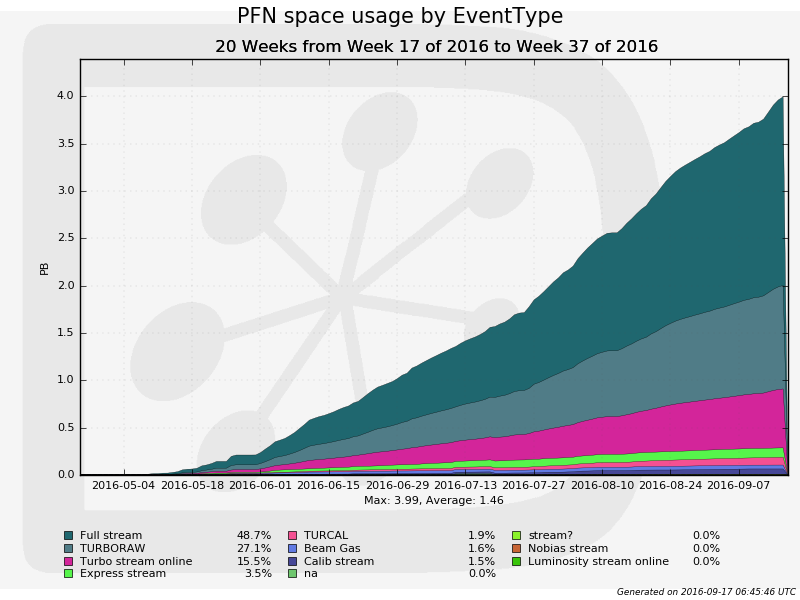 PFN space usage by EventType
20 Weeks from Week 17 of 2016 to Week 37 of 2016
4.0
3.5
3.0
2.5
2.0
1.5
1.0
0.5
0.0
PB
2016-05-04 2016-05-18 2016-06-01 2016-06-15 2016-06-29 2016-07-13 2016-07-27 2016-08-10 2016-08-24 2016-09-07
Max: 3.99, Average: 1.46
Full stream 48.7% TURCAL 1.9% stream? 0.0%
TURBORAW 27.1% Beam Gas 1.6% Nobias stream 0.0%
Turbo stream online 15.5% Calib stream 1.5% Luminosity stream online 0.0%
Express stream 3.5% na 0.0%
Generated on 2016-09-17 06:45:46 UTC